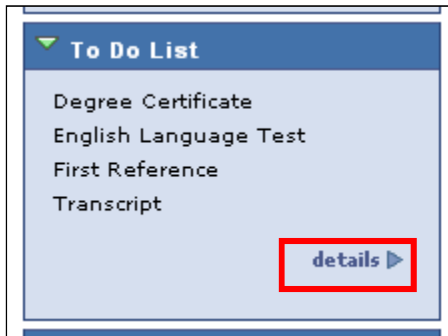 To Do List
Degree Certificate
English Language Test
First Reference
Transcript
details